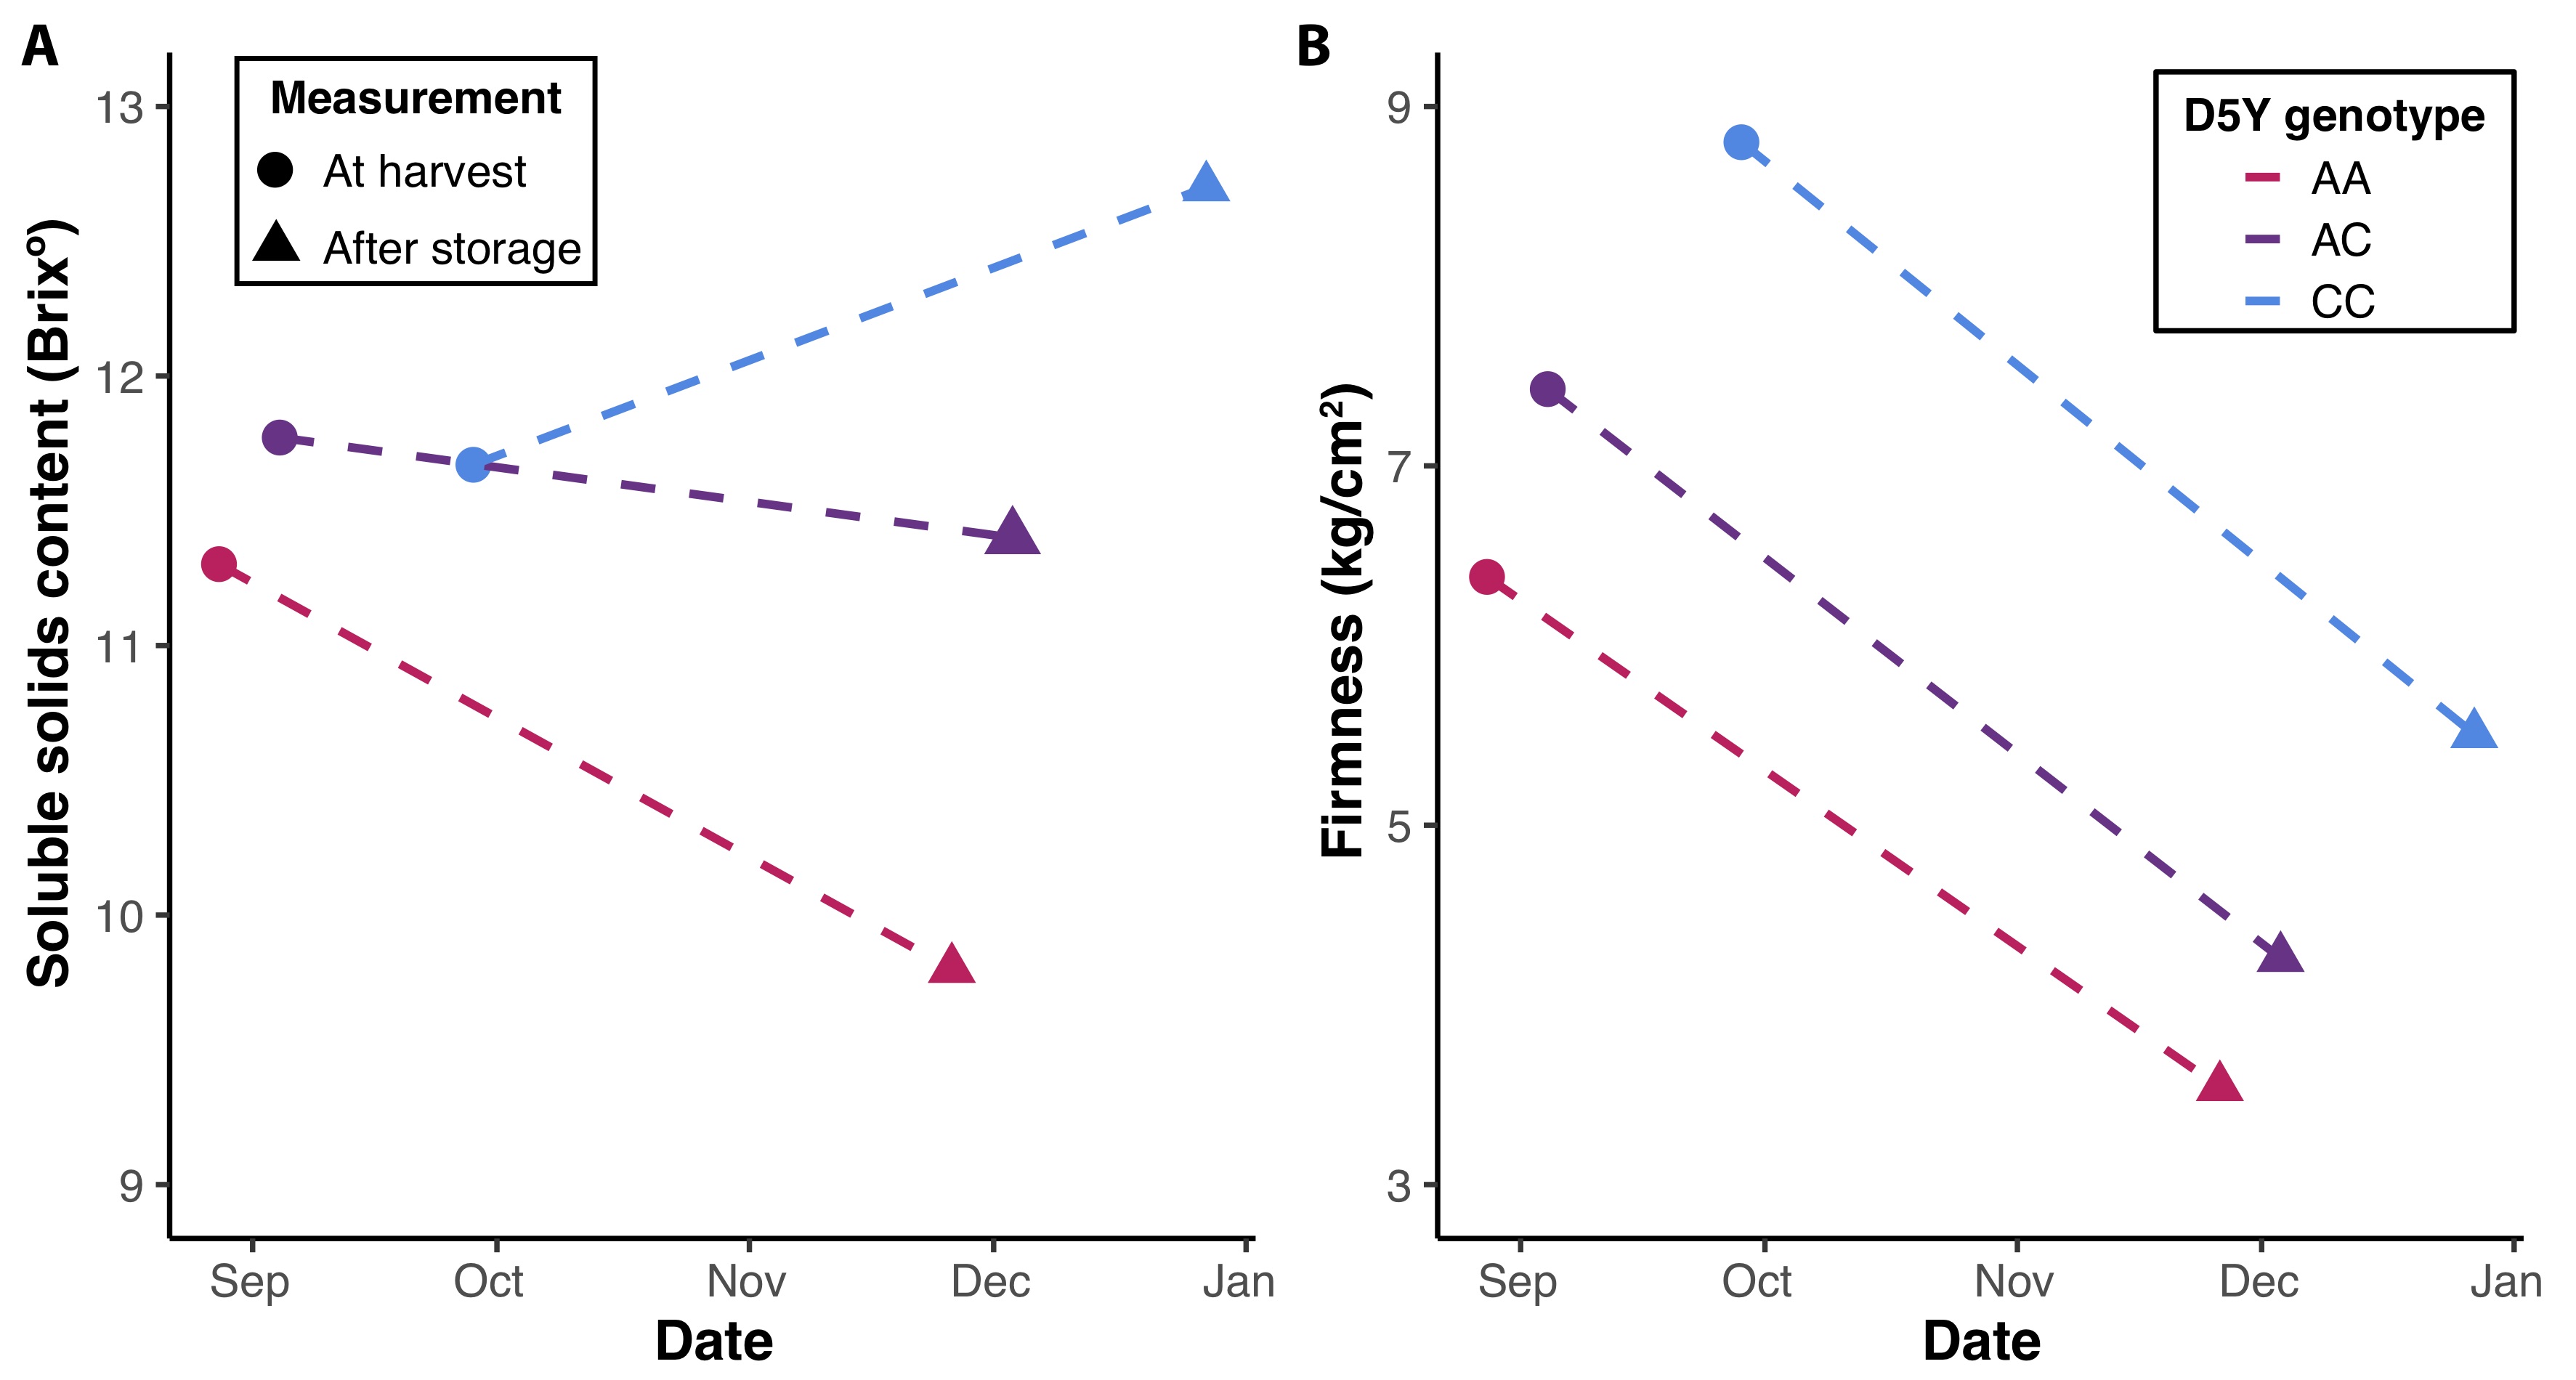 A
Measurement
At harvest
After storage
Soluble solids content (Brixº)
13
12
11
10
9
Sep Oct Nov Dec Jan
Date
B
D5Y genotype
AA
AC
CC
Firmness (kg/cm²)
9
7
5
3
Sep Oct Nov Dec Jan
Date